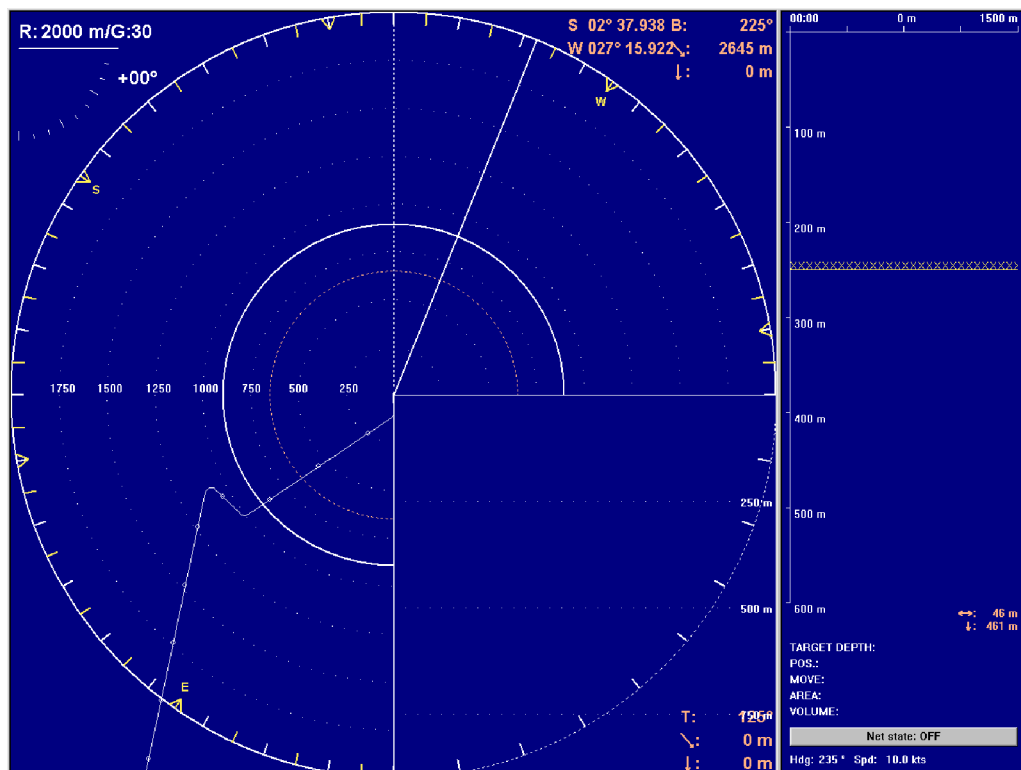 R: 2000 m/G:30
+00°
S 02° 37.938 B: 225°
W 027° 15.922 ↘: 2645 m
↓: 0 m
W
S
1750 1500 1250 1000 750 500 250
250 m
500 m
750 m
E
T: 125°
↘: 0 m
↓: 0 m
00:00 0 m 1500 m
100 m
200 m
300 m
400 m
500 m
600 m
↔: 46 m
↓: 461 m
TARGET DEPTH:
POS.:
MOVE:
AREA:
VOLUME:
Net state: OFF
Hdg: 235 ° Spd: 10.0 kts